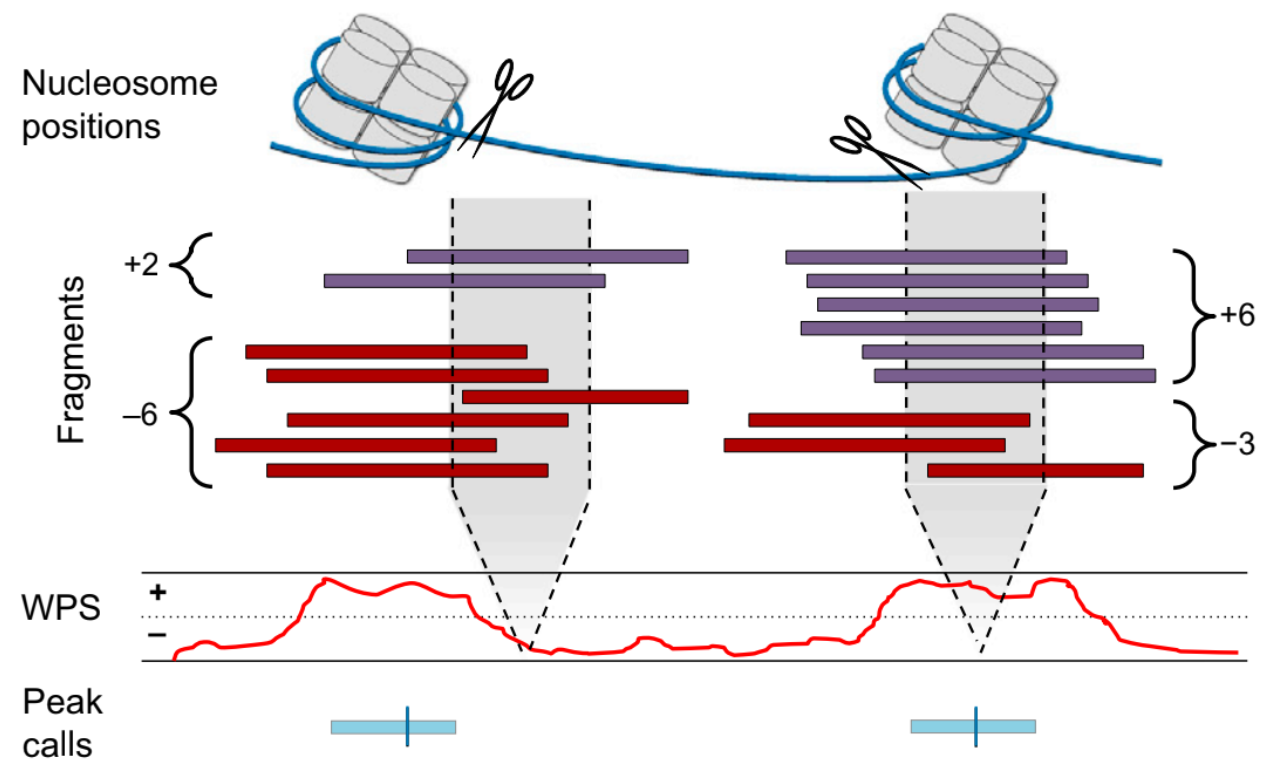 Nucleosome
positions
Fragments
+2
–6
+6
–3
WPS
+
–
Peak
calls